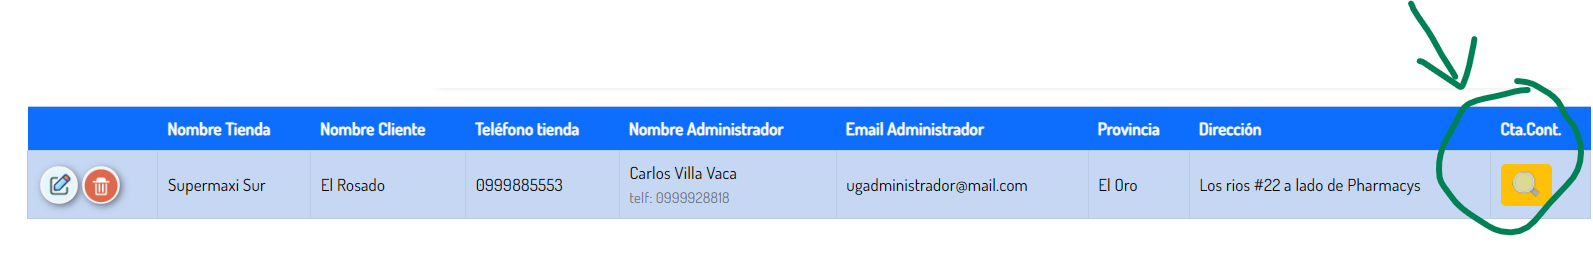 Nombre Tienda Nombre Cliente Teléfono tienda Nombre Administrador Email Administrador Provincia Dirección Cta.Cont.
Supermaxi Sur El Rosado 0999885553 Carlos Villa Vaca ugadministrador@mail.com El Oro Los rios #22 a lado de Pharmacys
telf: 0999928818